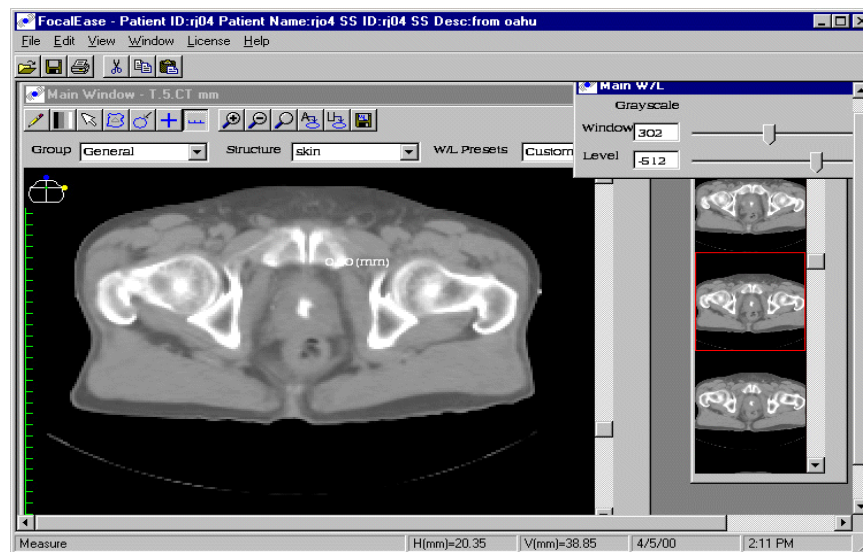 FocalEase - Patient ID:rj04 Patient Name:rjo4 SS ID:rj04 SS Desc:from oahu
File Edit View Window License Help
Main Window - T.5.CT mm
Main W/L
Grayscale
Window 302
Level -512
Group General Structure skin W/L Presets Custom
0.00(mm)
Measure H(mm)=20.35 V(mm)=38.85 4/5/00 2:11 PM